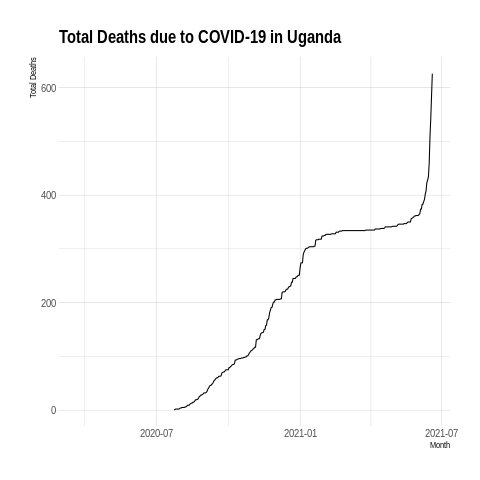 Total Deaths due to COVID-19 in Uganda
Total Deaths
600
400
200
0
2020-07
2021-01
2021-07
Month